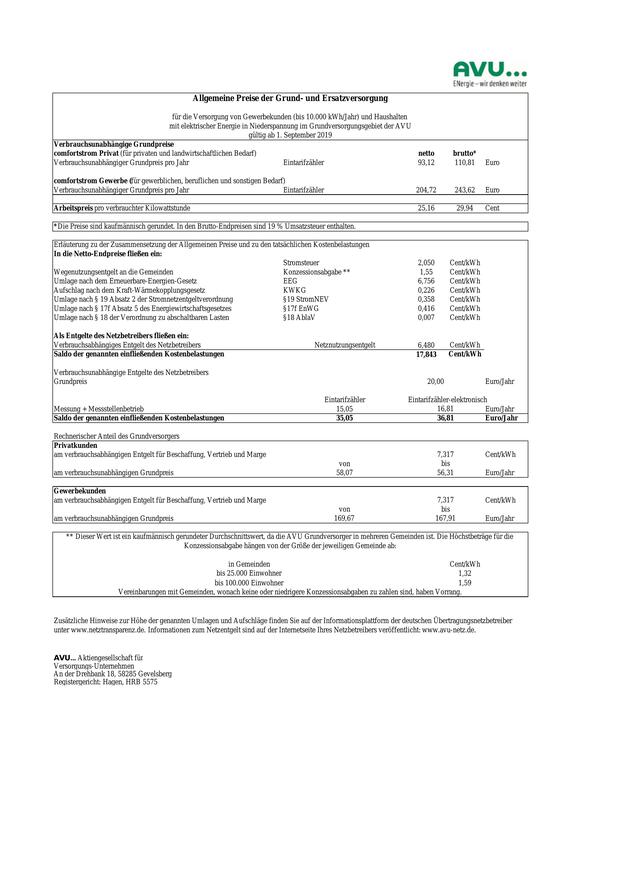 AVU...
ENergie – wir denken weiter
Allgemeine Preise der Grund- und Ersatzversorgung
für die Versorgung von Gewerbekunden (bis 10.000 kWh/Jahr) und Haushalten
mit elektrischer Energie in Niederspannung im Grundversorgungsgebiet der AVU
gültig ab 1. September 2019
Verbrauchsunabhängige Grundpreise
comfortstrom Privat (für privaten und landwirtschaftlichen Bedarf) netto brutto*
Verbrauchsunabhängiger Grundpreis pro Jahr Eintarifzähler 93,12 110,81 Euro
comfortstrom Gewerbe (für gewerblichen, beruflichen und sonstigen Bedarf)
Verbrauchsunabhängiger Grundpreis pro Jahr Eintarifzähler 204,72 243,62 Euro
Arbeitspreis pro verbrauchter Kilowattstunde 25,16 29,94 Cent
*Die Preise sind kaufmännisch gerundet. In den Brutto-Endpreisen sind 19 % Umsatzsteuer enthalten.
Erläuterung zu der Zusammensetzung der Allgemeinen Preise und zu den tatsächlichen Kostenbelastungen
In die Netto-Endpreise fließen ein:
Stromsteuer 2,050 Cent/kWh
Wegenutzungsentgelt an die Gemeinden Konzessionsabgabe ** 1,55 Cent/kWh
Umlage nach dem Erneuerbare-Energien-Gesetz EEG 6,756 Cent/kWh
Aufschlag nach dem Kraft-Wärmekopplungsgesetz KWKG 0,226 Cent/kWh
Umlage nach § 19 Absatz 2 der Stromnetzentgeltverordnung §19 StromNEV 0,358 Cent/kWh
Umlage nach § 17f Absatz 5 des Energiewirtschaftsgesetzes §17f EnWG 0,416 Cent/kWh
Umlage nach § 18 der Verordnung zu abschaltbaren Lasten §18 AblaV 0,007 Cent/kWh
Als Entgelte des Netzbetreibers fließen ein:
Verbrauchsabhängiges Entgelt des Netzbetreibers Netznutzungsentgelt 6,480 Cent/kWh
Saldo der genannten einfließenden Kostenbelastungen 17,843 Cent/kWh
Verbrauchsunabhängige Entgelte des Netzbetreibers
Grundpreis 20,00 Euro/Jahr
Eintarifzähler Eintarifzähler-elektronisch
Messung + Messstellenbetrieb 15,05 16,81 Euro/Jahr
Saldo der genannten einfließenden Kostenbelastungen 35,05 36,81 Euro/Jahr
Rechnerischer Anteil des Grundversorgers
Privatkunden
am verbrauchsabhängigen Entgelt für Beschaffung, Vertrieb und Marge 7,317 Cent/kWh
von bis
am verbrauchsunabhängigen Grundpreis 58,07 56,31 Euro/Jahr
Gewerbekunden
am verbrauchsabhängigen Entgelt für Beschaffung, Vertrieb und Marge 7,317 Cent/kWh
von bis
am verbrauchsunabhängigen Grundpreis 169,67 167,91 Euro/Jahr
** Dieser Wert ist ein kaufmännisch gerundeter Durchschnittswert, da die AVU Grundversorger in mehreren Gemeinden ist. Die Höchstbeträge für die
Konzessionsabgabe hängen von der Größe der jeweiligen Gemeinde ab:
in Gemeinden Cent/kWh
bis 25.000 Einwohner 1,32
bis 100.000 Einwohner 1,59
Vereinbarungen mit Gemeinden, wonach keine oder niedrigere Konzessionsabgaben zu zahlen sind, haben Vorrang.
Zusätzliche Hinweise zur Höhe der genannten Umlagen und Aufschläge finden Sie auf der Informationsplattform der deutschen Übertragungsnetzbetreiber
unter www.netztransparenz.de. Informationen zum Netzentgelt sind auf der Internetseite Ihres Netzbetreibers veröffentlicht: www.avu-netz.de.
AVU... Aktiengesellschaft für
Versorgungs-Unternehmen
An der Drehbank 18, 58285 Gevelsberg
Registergericht: Hagen, HRB 5575